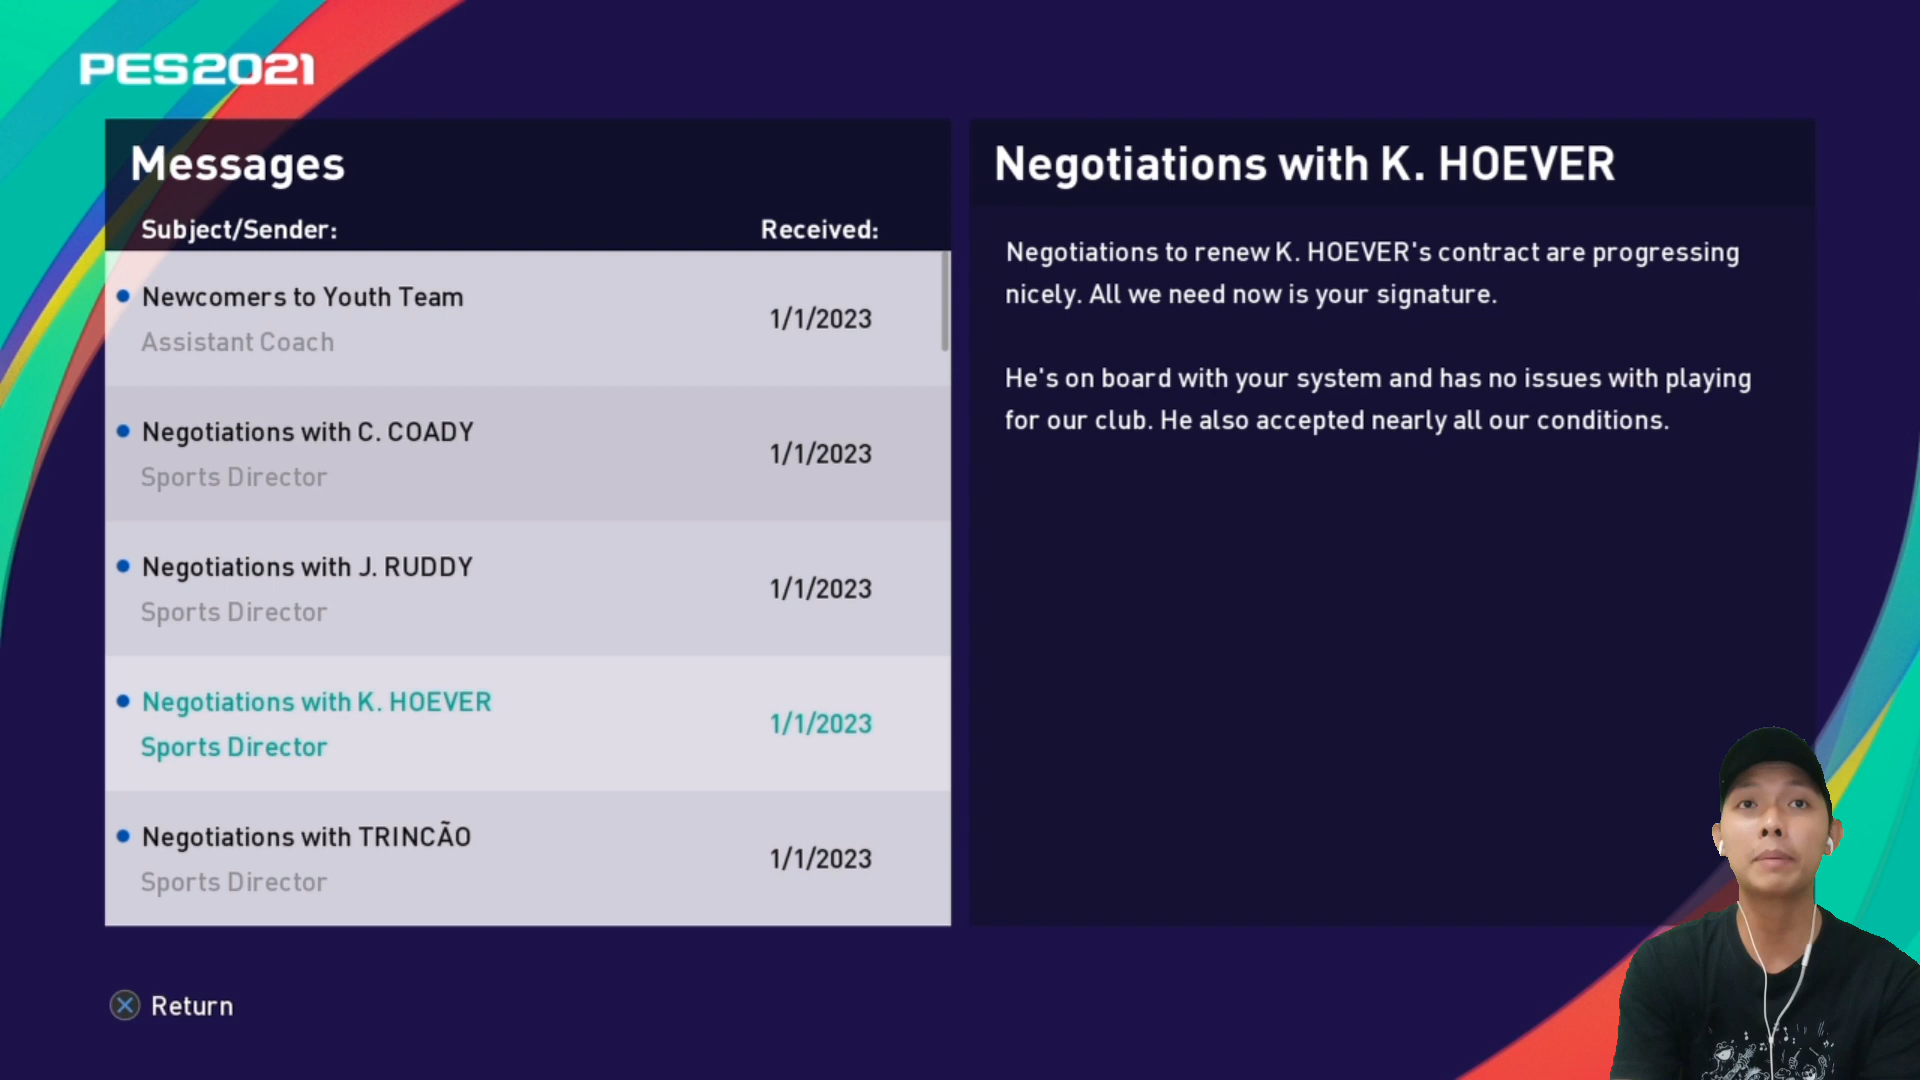 PES2021
Messages
Subject/Sender:
Received:
Newcomers to Youth Team
Assistant Coach
1/1/2023
Negotiations with C. COADY
Sports Director
1/1/2023
Negotiations with J. RUDDY
Sports Director
1/1/2023
Negotiations with K. HOEVER
Sports Director
1/1/2023
Negotiations with TRINCÃO
Sports Director
1/1/2023
Negotiations with K. HOEVER
Negotiations to renew K. HOEVER's contract are progressing
nicely. All we need now is your signature.
He's on board with your system and has no issues with playing
for our club. He also accepted nearly all our conditions.
Return